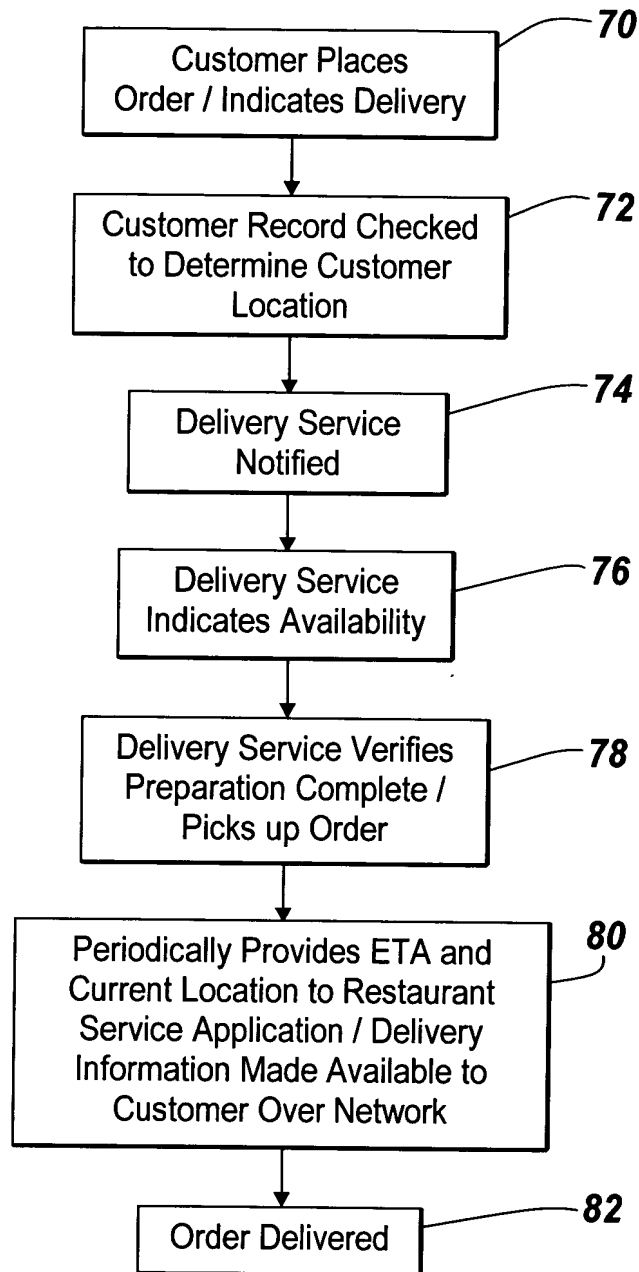 70
Customer Places
Order / Indicates Delivery
72
Customer Record Checked
to Determine Customer
Location
74
Delivery Service
Notified
76
Delivery Service
Indicates Availability
78
Delivery Service Verifies
Preparation Complete /
Picks up Order
80
Periodically Provides ETA and
Current Location to Restaurant
Service Application / Delivery
Information Made Available to
Customer Over Network
82
Order Delivered